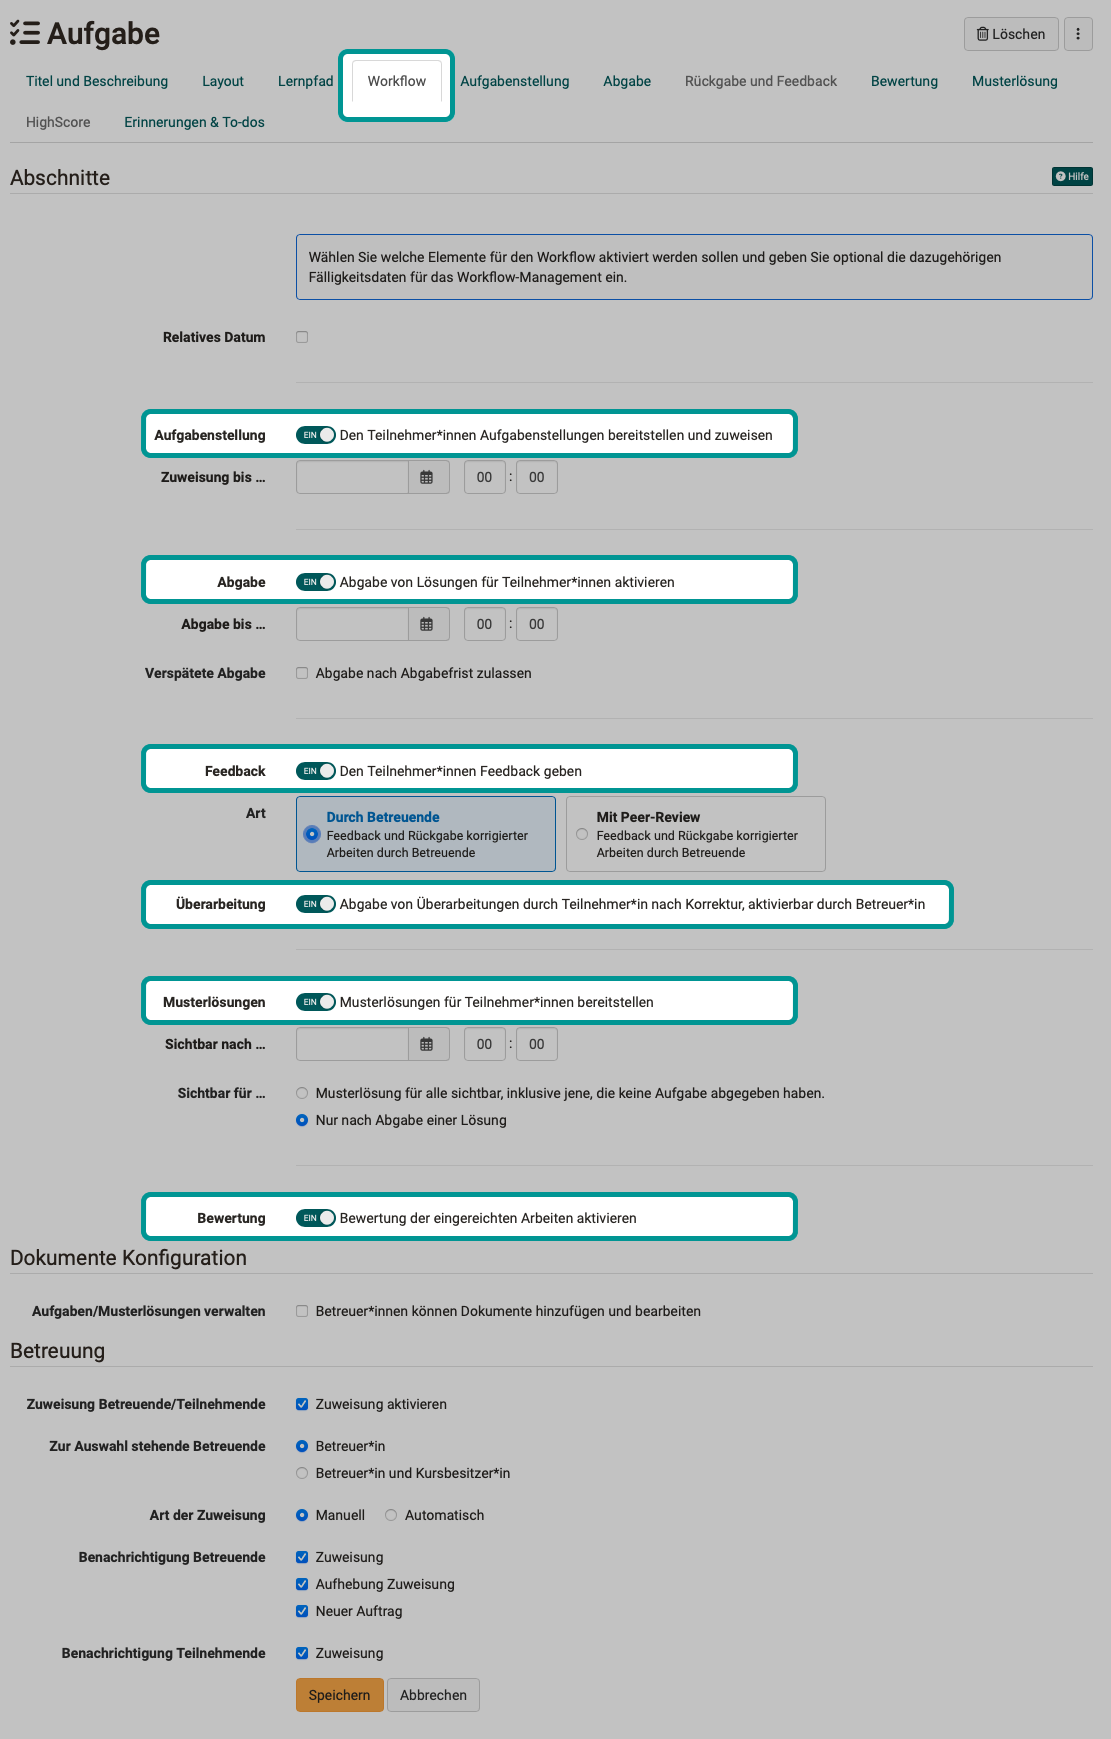 Aufgabe
Löschen
Titel und Beschreibung
Layout
Lernpfad
Workflow
Aufgabenstellung
Abgabe
Rückgabe und Feedback
Bewertung
Musterlösung
HighScore
Erinnerungen & To-dos
Abschnitte
Hilfe
Wählen Sie welche Elemente für den Workflow aktiviert werden sollen und geben Sie optional die dazugehörigen
Fälligkeitsdaten für das Workflow-Management ein.
Relatives Datum
Aufgabenstellung EIN Den Teilnehmer*innen Aufgabenstellungen bereitstellen und zuweisen
Zuweisung bis ... 00 : 00
Abgabe EIN Abgabe von Lösungen für Teilnehmer*innen aktivieren
Abgabe bis ... 00 : 00
Verspätete Abgabe Abgabe nach Abgabefrist zulassen
Feedback EIN Den Teilnehmer*innen Feedback geben
Art
Durch Betreuende
Feedback und Rückgabe korrigierter
Arbeiten durch Betreuende
Mit Peer-Review
Feedback und Rückgabe korrigierter
Arbeiten durch Betreuende
Überarbeitung EIN Abgabe von Überarbeitungen durch Teilnehmer*in nach Korrektur, aktivierbar durch Betreuer*in
Musterlösungen EIN Musterlösungen für Teilnehmer*innen bereitstellen
Sichtbar nach ... 00 : 00
Sichtbar für ... Musterlösung für alle sichtbar, inklusive jene, die keine Aufgabe abgegeben haben.
Nur nach Abgabe einer Lösung
Bewertung EIN Bewertung der eingereichten Arbeiten aktivieren
Dokumente Konfiguration
Aufgaben/Musterlösungen verwalten Betreuer*innen können Dokumente hinzufügen und bearbeiten
Betreuung
Zuweisung Betreuende/Teilnehmende Zuweisung aktivieren
Zur Auswahl stehende Betreuende Betreuer*in
Betreuer*in und Kursbesitzer*in
Art der Zuweisung Manuell Automatisch
Benachrichtigung Betreuende Zuweisung
Aufhebung Zuweisung
Neuer Auftrag
Benachrichtigung Teilnehmende Zuweisung
Speichern Abbrechen